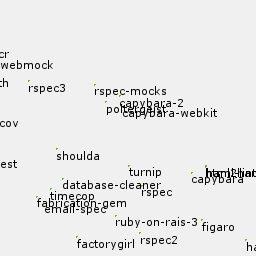 cr
webmock
th
rspec3
rspec-mocks
capybara-2
poltergeist
capybara-webkit
cov
shoulda
est
turnip
capybara
database-cleaner
rspec
timecop
fabrication-gem
email-spec
ruby-on-rais-3
figaro
factorygirl
rspec2
ha